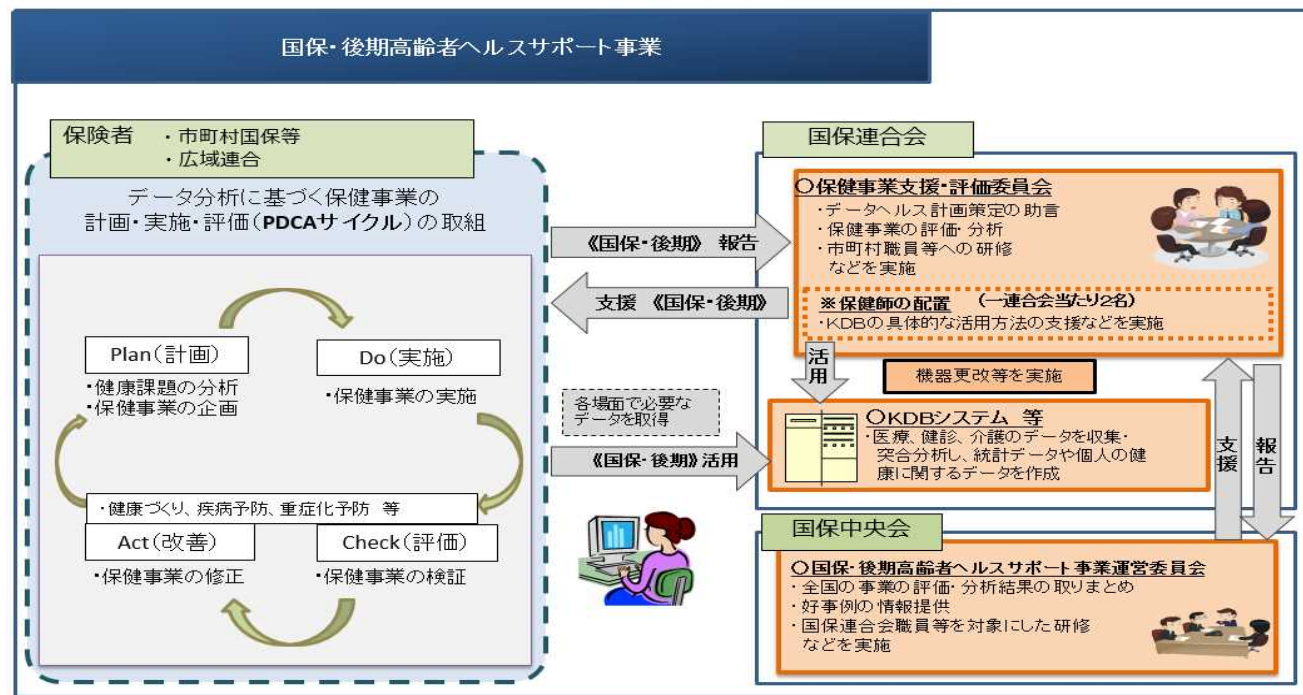 国保・後期高齢者ヘルスサポート事業
保険者 ・市町村国保等
・広域連合
データ分析に基づく保健事業の
計画・実施・評価(PDCAサイクル)の取組
Plan(計画)
・健康課題の分析
・保健事業の企画
Do(実施)
・保健事業の実施
・健康づくり、疾病予防、重症化予防 等
Act(改善)
・保健事業の修正
Check(評価)
・保健事業の検証
《国保・後期》 報告
支援 《国保・後期》
各場面で必要な
データを取得
《国保・後期》活用
国保連合会
〇保健事業支援・評価委員会
・データヘルス計画策定の助言
・保健事業の評価・分析
・市町村職員等への研修
などを実施
※保健師の配置 (一連合会当たり2名)
・KDBの具体的な活用方法の支援などを実施
活用
機器更改等を実施
〇KDBシステム 等
・医療、健診、介護のデータを収集・
突合分析し、統計データや個人の健
康に関するデータを作成
支援
報告
国保中央会
〇国保・後期高齢者ヘルスサポート事業運営委員会
・全国の事業の評価・分析結果の取りまとめ
・好事例の情報提供
・国保連合会職員等を対象にした研修
などを実施